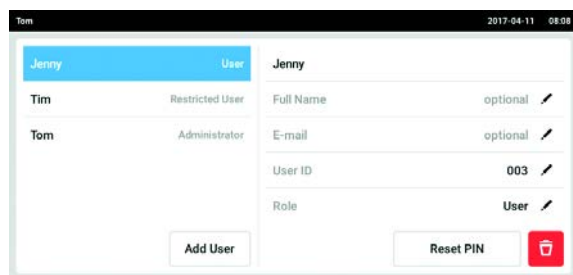 Tom 2017-04-11 08:08
Jenny User
Tim Restricted User
Tom Administrator
Add User
Jenny
Full Name optional
E-mail optional
User ID 003
Role User
Reset PIN